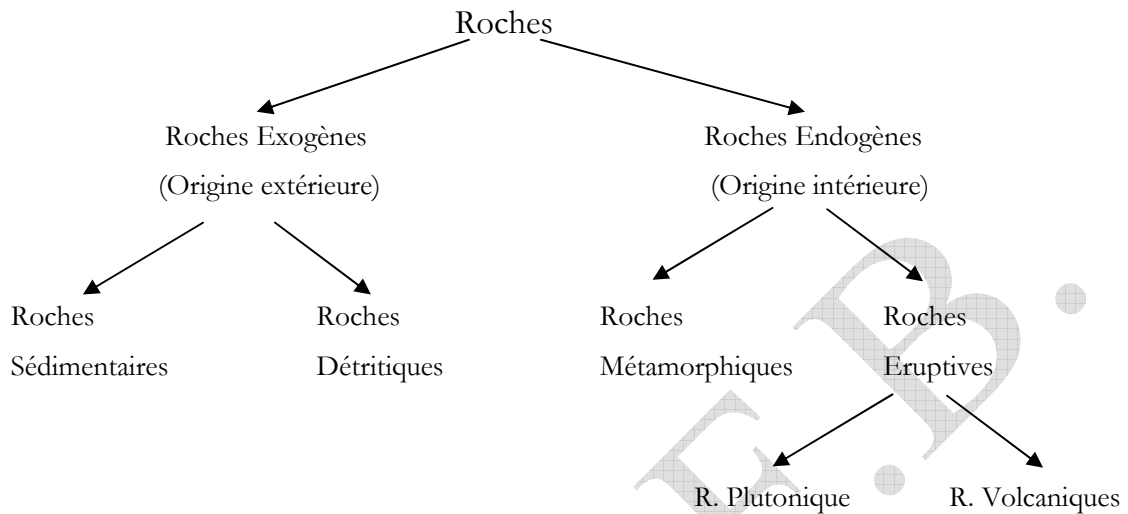 Roches
Roches Exogènes
(Origine extérieure)
Roches Endogènes
(Origine intérieure)
Roches
Sédimentaires
Roches
Détritiques
Roches
Métamorphiques
Roches
Eruptives
R. Plutonique
R. Volcaniques
F.B.